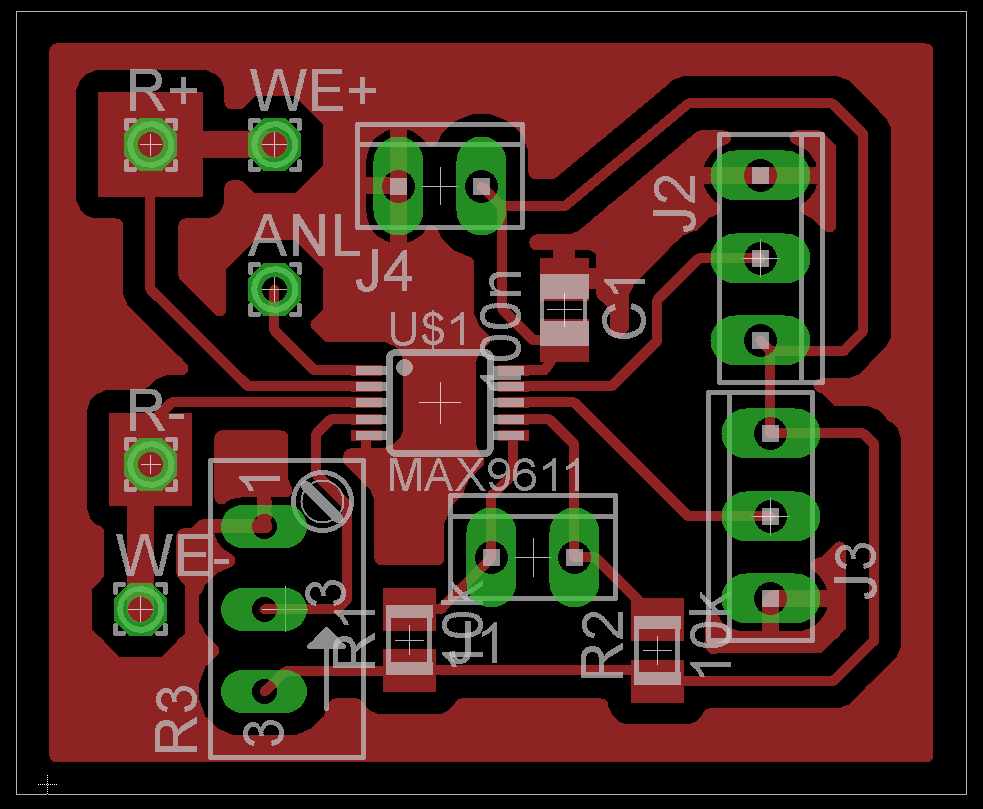 R+
WE+
ANL
J4
J2
100n
C1
U$1
R-
MAX9611
1
WE-
3
R1
10k
J1
R2
10k
J3
R3
3